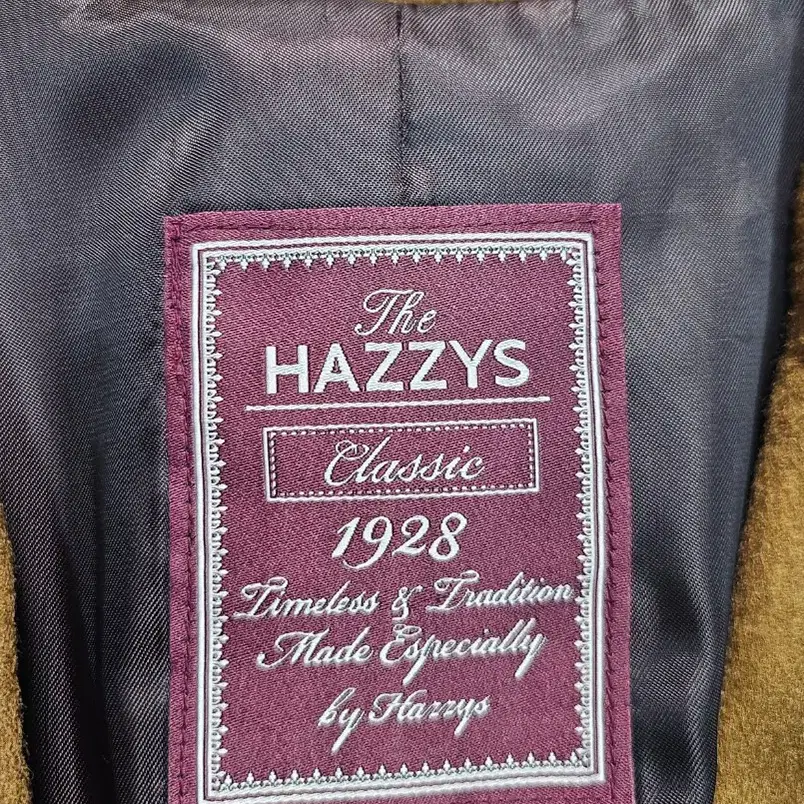 The
HAZZYS
Classic
1928
Timeless & Tradition
Made Especially
by Hazzys